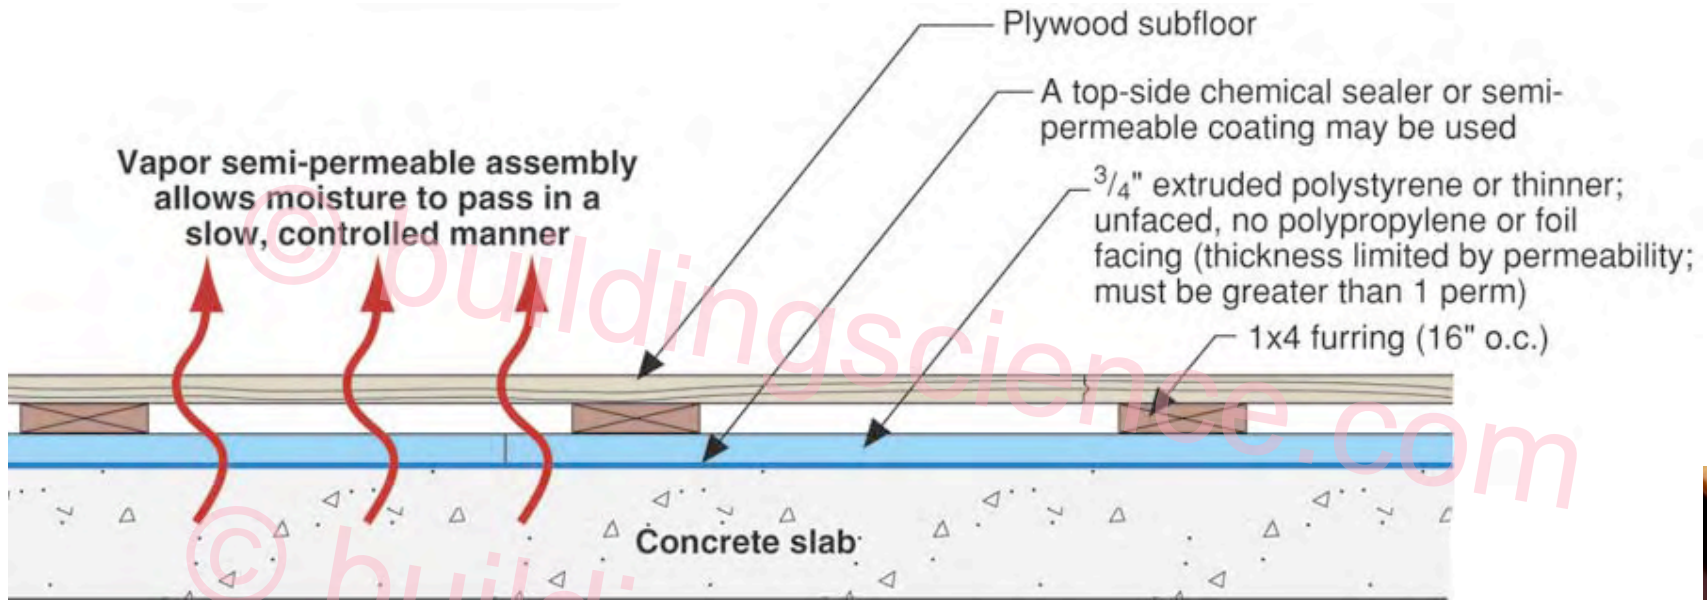 Plywood subfloor
A top-side chemical sealer or semi-
permeable coating may be used
Vapor semi-permeable assembly
allows moisture to pass in a
slow, controlled manner
3/4" extruded polystyrene or thinner;
unfaced, no polypropylene or foil
facing (thickness limited by permeability;
must be greater than 1 perm)
1x4 furring (16" o.c.)
© buildingscience.com
Concrete slab